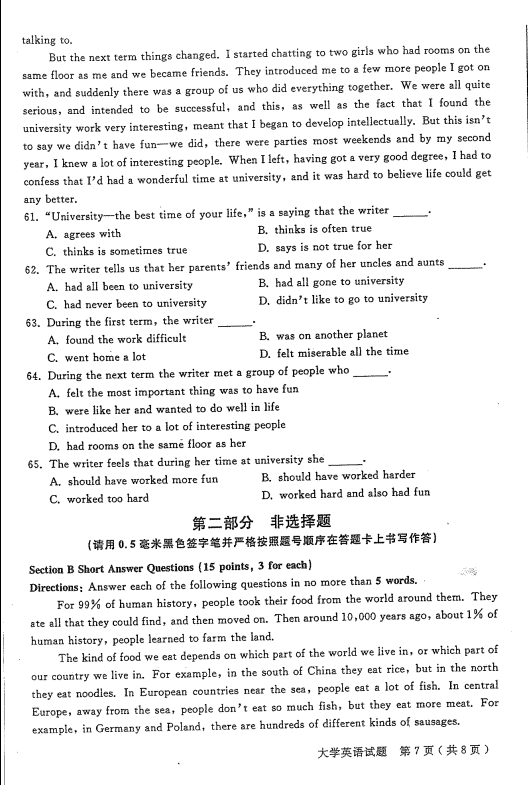 talking to.
But the next term things changed. I started chatting to two girls who had rooms on the
same floor as me and we became friends. They introduced me to a few more people I got on
with, and suddenly there was a group of us who did everything together. We were all quite
serious, and intended to be successful, and this, as well as the fact that I found the
university work very interesting, meant that I began to develop intellectually. But this isn't
to say we didn't have fun—we did, there were parties most weekends and by my second
year, I knew a lot of interesting people. When I left, having got a very good degree, I had to
confess that I'd had a wonderful time at university, and it was hard to believe life could get
any better.
61. "University—the best time of your life," is a saying that the writer ______.
A. agrees with B. thinks is often true
C. thinks is sometimes true D. says is not true for her
62. The writer tells us that her parents' friends and many of her uncles and aunts ______.
A. had all been to university B. had all gone to university
C. had never been to university D. didn't like to go to university
63. During the first term, the writer ______.
A. found the work difficult B. was on another planet
C. went home a lot D. felt miserable all the time
64. During the next term the writer met a group of people who ______.
A. felt the most important thing was to have fun
B. were like her and wanted to do well in life
C. introduced her to a lot of interesting people
D. had rooms on the same floor as her
65. The writer feels that during her time at university she ______.
A. should have worked more fun B. should have worked harder
C. worked too hard D. worked hard and also had fun
第二部分 非选择题
(请用 0.5 毫米黑色签字笔并严格按照题号顺序在答题卡上书写作答)
Section B Short Answer Questions (15 points, 3 for each)
Directions: Answer each of the following questions in no more than 5 words.
For 99% of human history, people took their food from the world around them. They
ate all that they could find, and then moved on. Then around 10,000 years ago, about 1% of
human history, people learned to farm the land.
The kind of food we eat depends on which part of the world we live in, or which part of
our country we live in. For example, in the south of China they eat rice, but in the north
they eat noodles. In European countries near the sea, people eat a lot of fish. In central
Europe, away from the sea, people don't eat so much fish, but they eat more meat. For
example, in Germany and Poland, there are hundreds of different kinds of sausages.
大学英语试题 第 7 页 ( 共 8 页 )